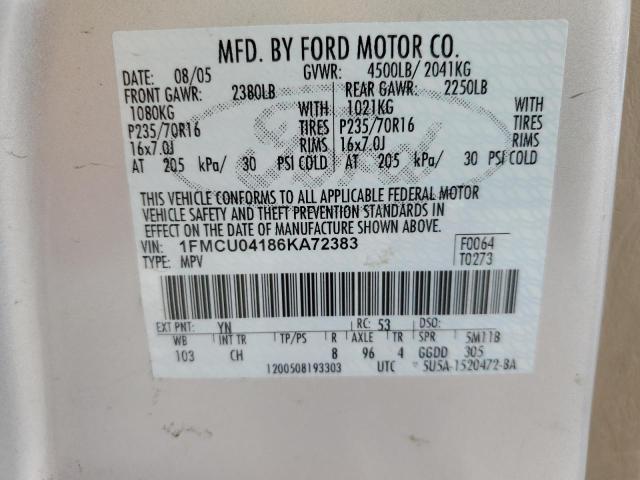 MFD. BY FORD MOTOR CO.
DATE: 08/05 GVWR: 4500LB/ 2041KG
FRONT GAWR: 2380LB REAR GAWR: 2250LB
1080KG WITH 1021KG WITH
P235/70R16 TIRES P235/70R16 TIRES
16x7.0J RIMS 16x7.0J RIMS
AT 205 kPa/ 30 PSI COLD AT 205 kPa/ 30 PSI COLD
THIS VEHICLE CONFORMS TO ALL APPLICABLE FEDERAL MOTOR
VEHICLE SAFETY AND THEFT PREVENTION STANDARDS IN
EFFECT ON THE DATE OF MANUFACTURE SHOWN ABOVE.
VIN: 1FMCU04186KA72383 F0064
TYPE: MPV T0273
EXT PNT: YN RC: 53 DSO:
WB INT TR TP/PS R AXLE TR SPR 5M11B
103 CH 8 96 4 GGDD 305
1200508193303 UTC 5U5A-1520472-BA
Ford